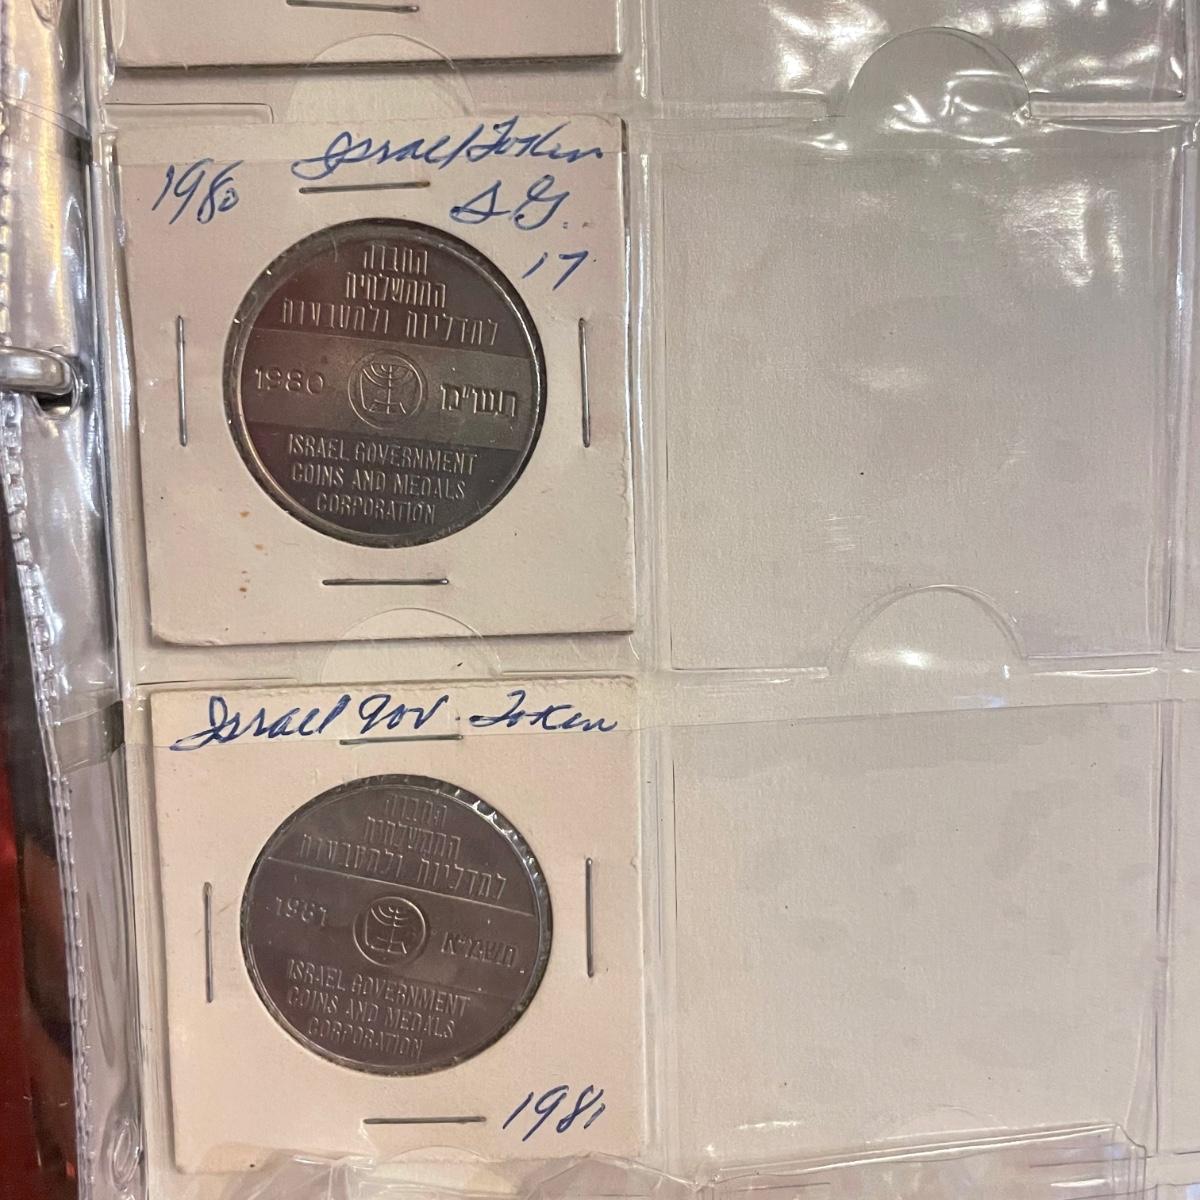 1980 Israel Token
S G.
17
החברה
הממשלתית
למדליות ולמטבעות
1980 תש"מ
ISRAEL GOVERNMENT
COINS AND MEDALS
CORPORATION
Israel gov. Token
החברה
הממשלתית
למדליות ולמטבעות
1981 תשמ"א
ISRAEL GOVERNMENT
COINS AND MEDALS
CORPORATION
1981